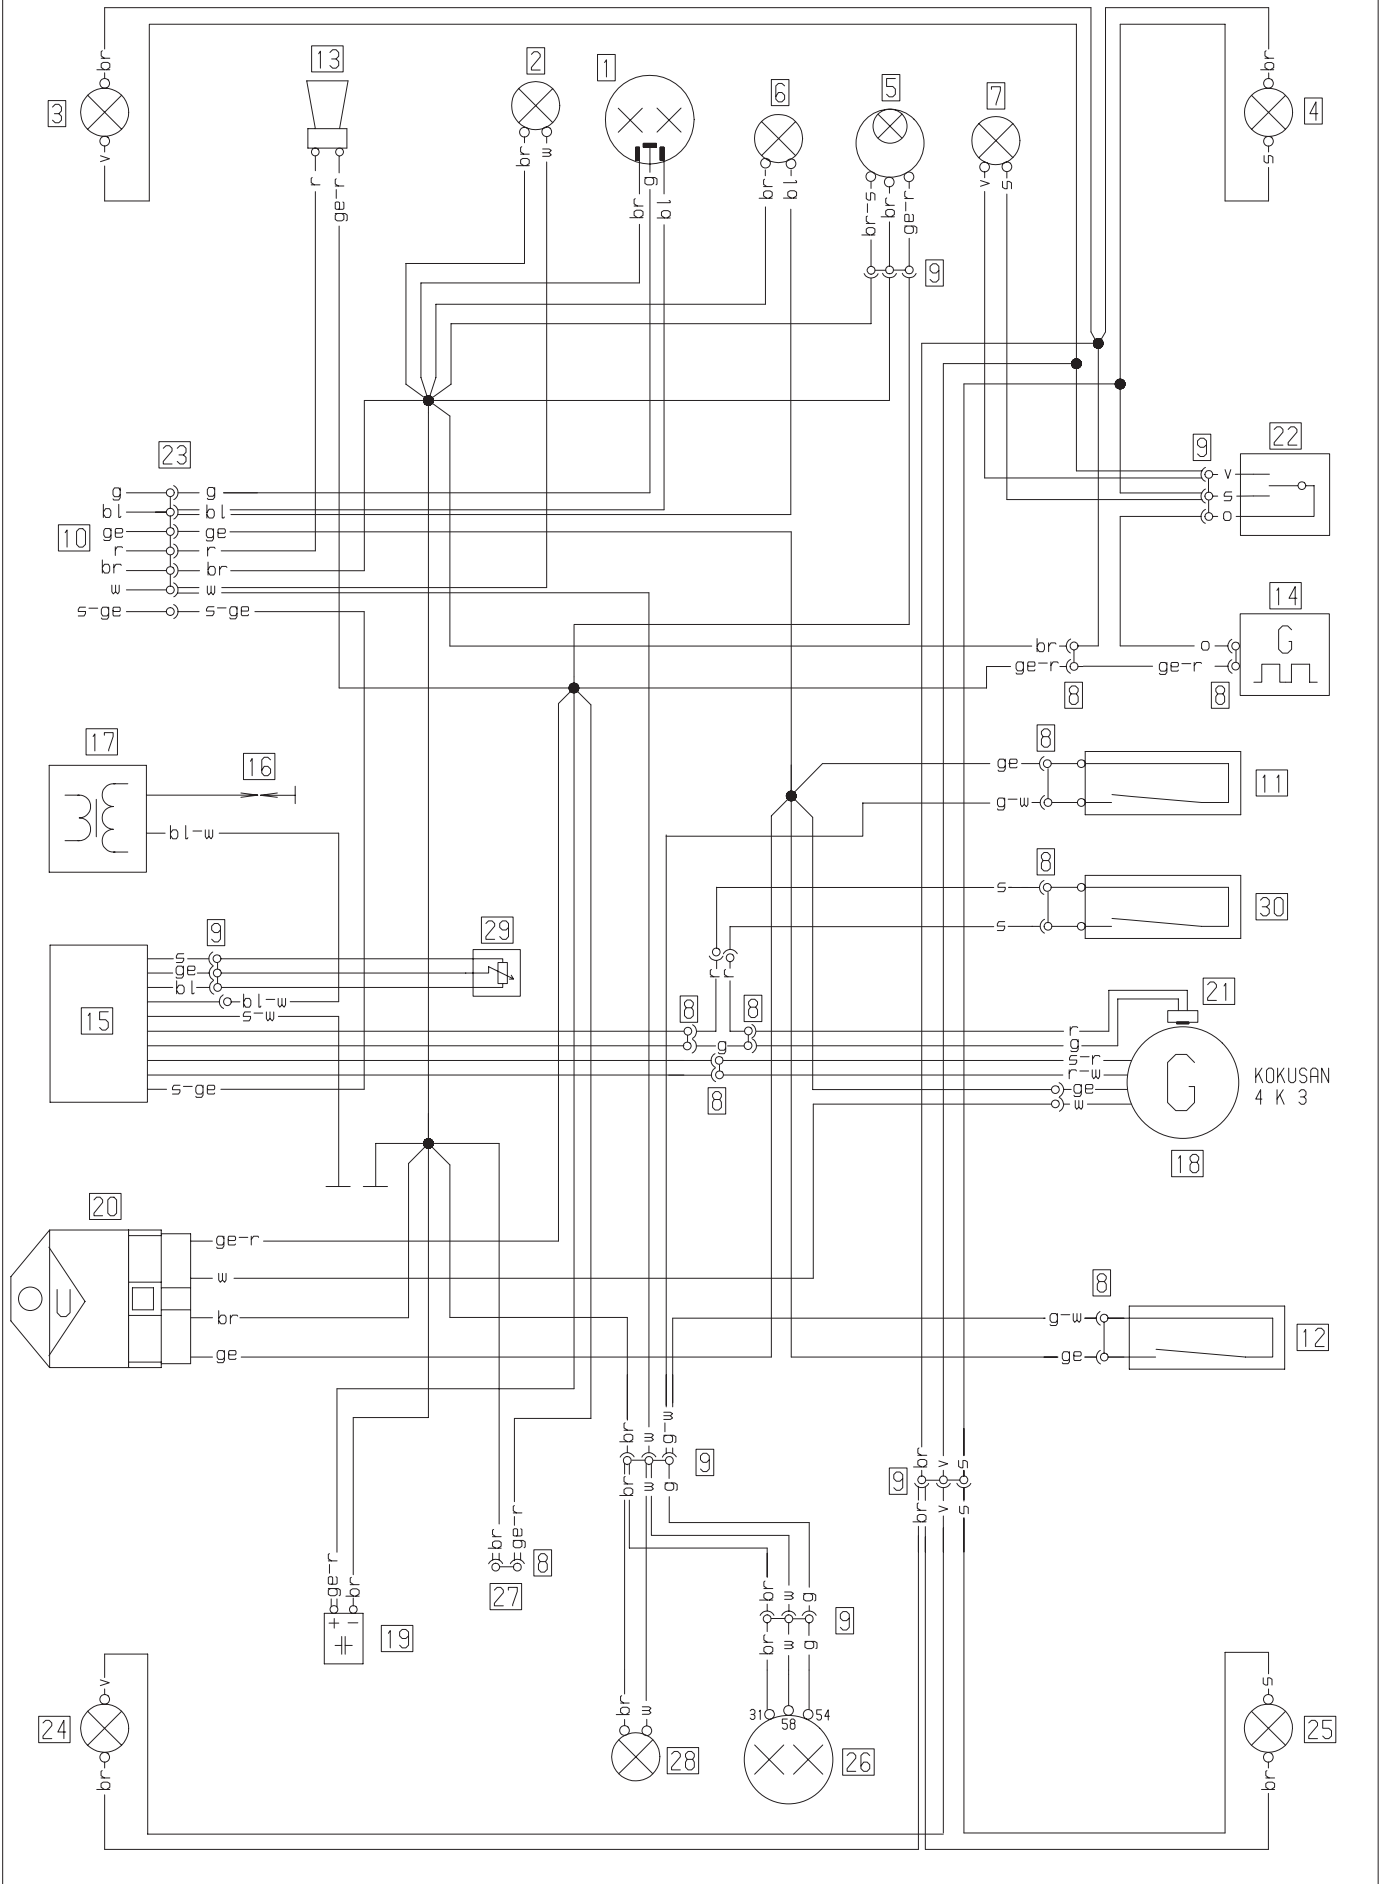 13
2
1
6
5
7
3
4
br
v
r
ge-r
br
w
br
g
bl
br
bl
br-s
br
ge-r
v
s
br
s
9
23
10
g
g
bl
bl
ge
ge
r
r
br
br
w
w
s-ge
s-ge
9
22
v
s
o
14
G
br
ge-r
8
ge-r
o
8
17
16
bl-w
8
ge
g-w
11
8
s
s
30
9
29
15
s
ge
bl
bl-w
s-w
s-ge
r
r
8
8
g
8
21
r
g
s-r
r-w
ge
w
G
KOKUSAN
4 K 3
18
20
U
ge-r
w
br
ge
8
g-w
ge
12
br
w
g-w
9
br
w
g
9
br
v
s
br
v
s
br
ge-r
8
27
ge-r
br
+
-
19
br
w
g
9
br
w
g
31
58
54
26
br
w
28
v
24
br
s
25
br